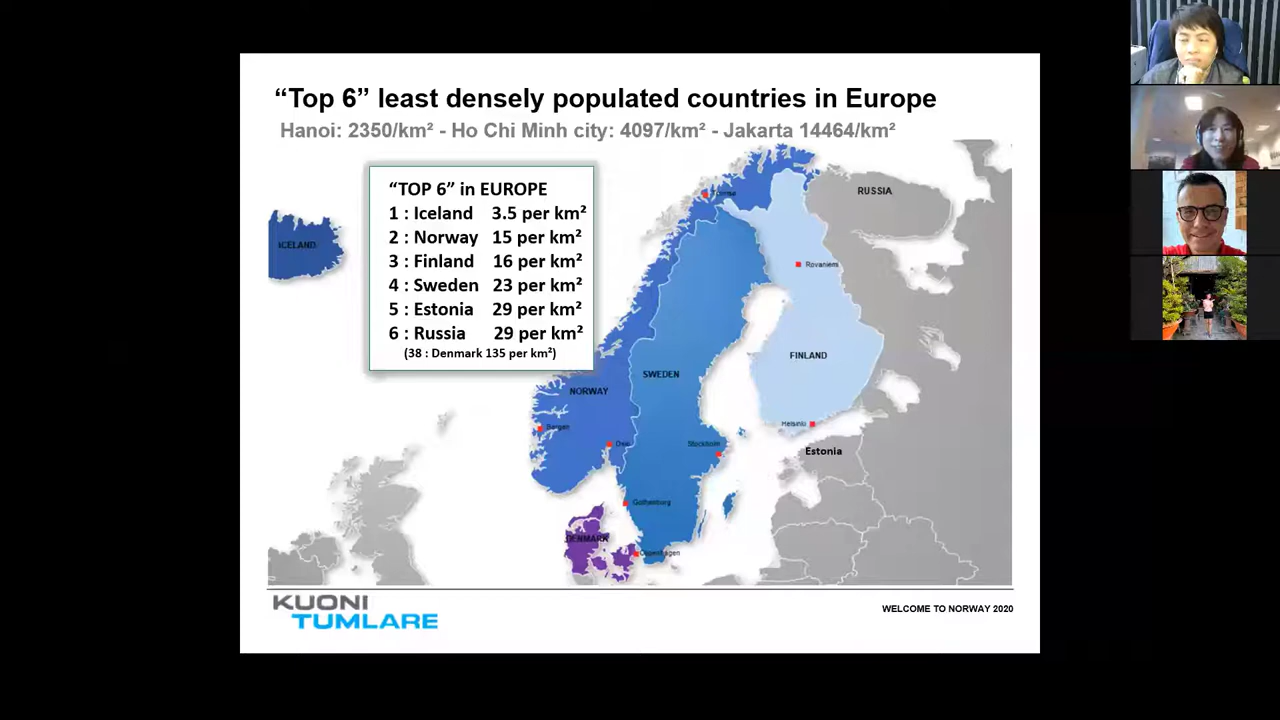 “Top 6” least densely populated countries in Europe
Hanoi: 2350/km² - Ho Chi Minh city: 4097/km² - Jakarta 14464/km²
“TOP 6” in EUROPE
1 : Iceland 3.5 per km²
2 : Norway 15 per km²
3 : Finland 16 per km²
4 : Sweden 23 per km²
5 : Estonia 29 per km²
6 : Russia 29 per km²
(38 : Denmark 135 per km²)
RUSSIA
ICELAND
Rovaniemi
FINLAND
SWEDEN
NORWAY
Bergen
Oslo
Stockholm
Helsinki
Estonia
Gothenburg
DENMARK
Copenhagen
KUONI
TUMLARE
WELCOME TO NORWAY 2020